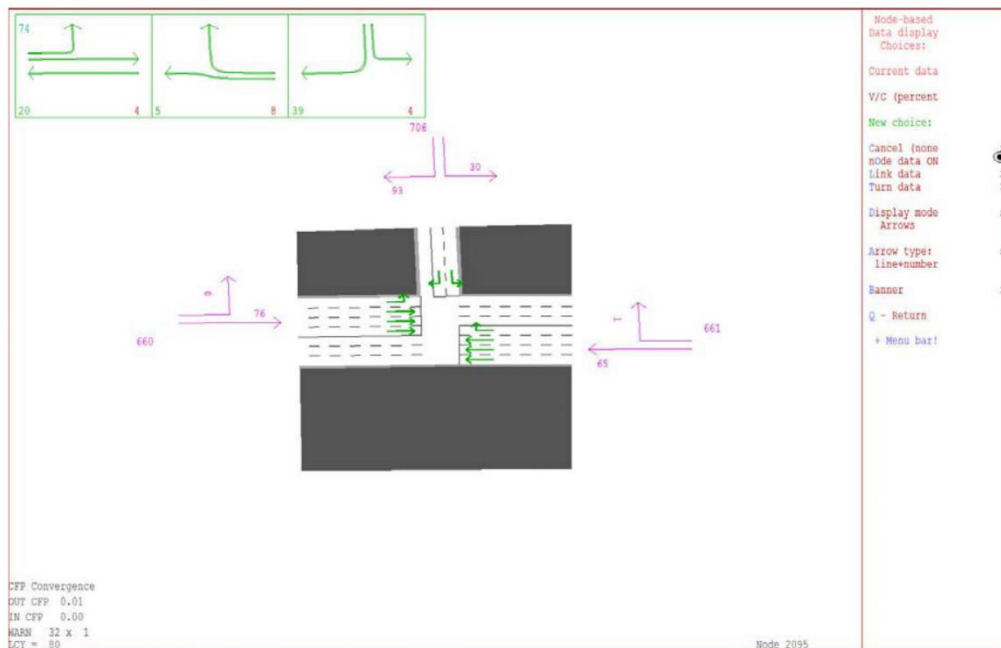 74
20 4
5 8
39 4
706
93 30
76
660
661
65
Node-based
Data display
Choices:
Current data
V/C (percent
New choice:
Cancel (none
nOde data ON
Link data
Turn data
Display mode
Arrows
Arrow type:
line+number
Banner
Q - Return
+ Menu bar!
CFP Convergence
OUT CFP 0.01
IN CFP 0.00
WARN 32 x 1
LCY = 80
Node 2095